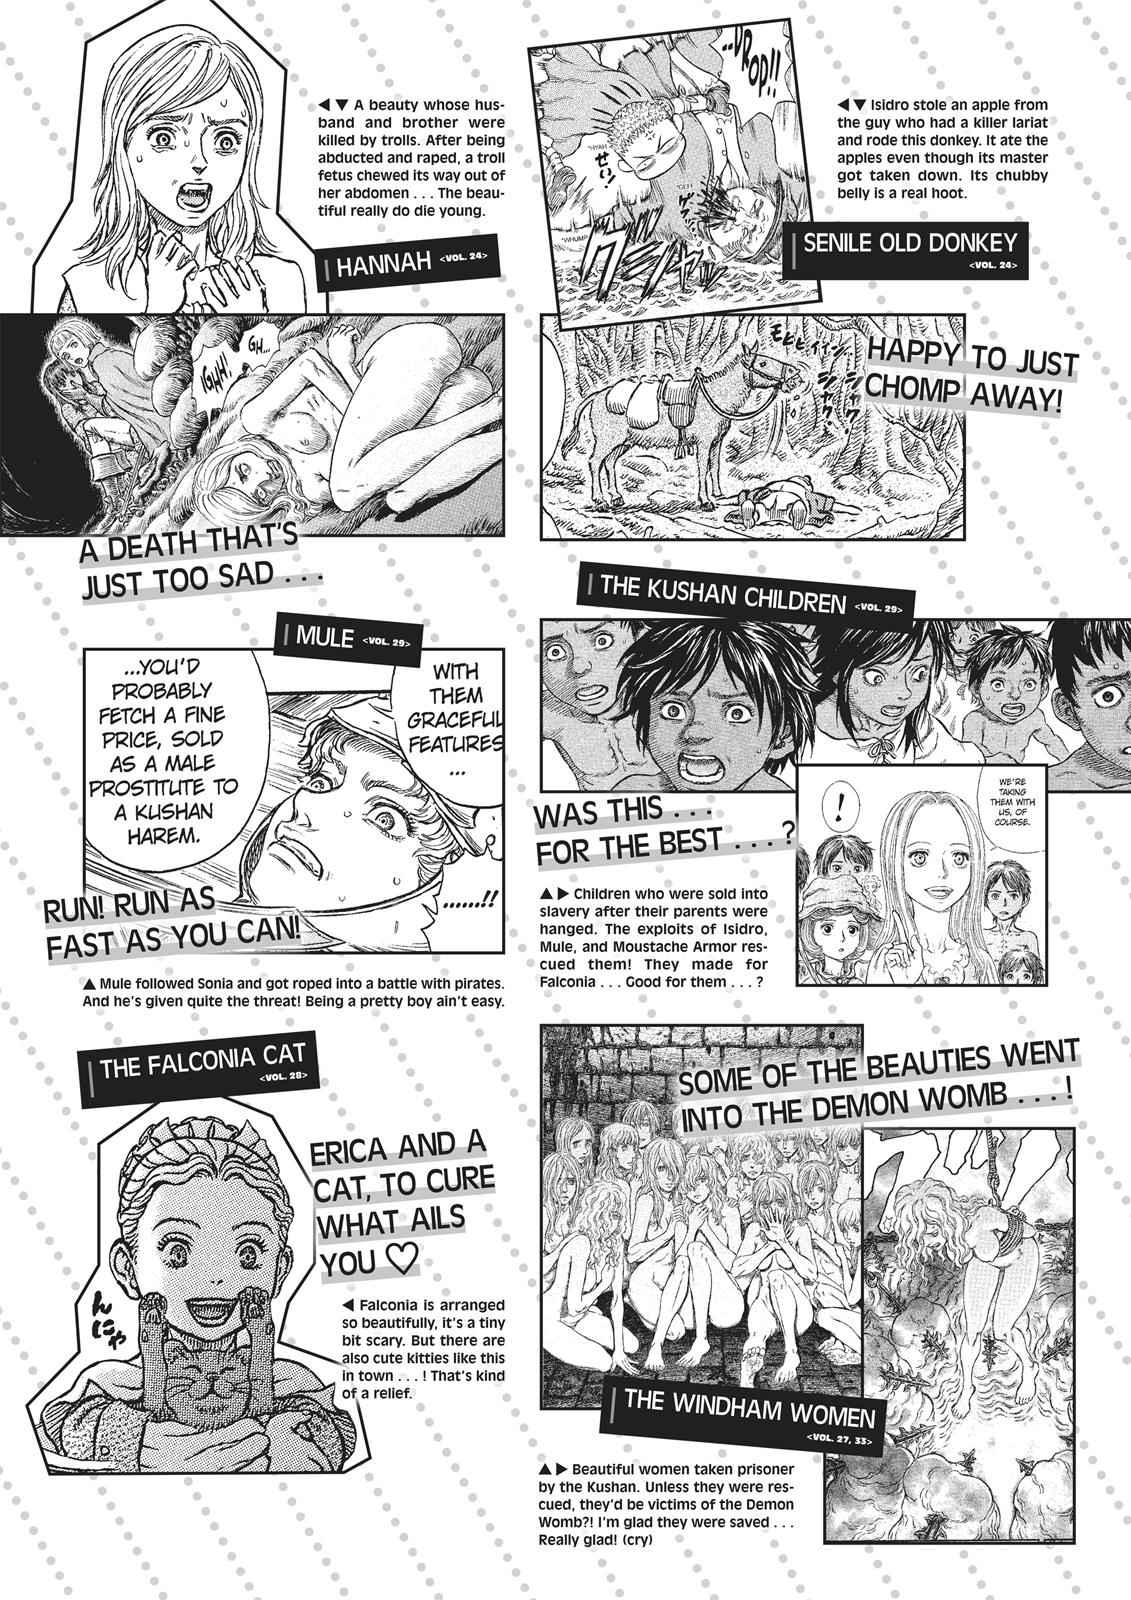 ◀▼ A beauty whose hus-
band and brother were
killed by trolls. After being
abducted and raped, a troll
fetus chewed its way out of
her abdomen . . . The beau-
tiful really do die young.
HANNAH <VOL. 24>
GH...
GHH!
A DEATH THAT'S
JUST TOO SAD . . .
..DROP!!
"HYAH"
せい!
"WHUMP"
◀▼ Isidro stole an apple from
the guy who had a killer lariat
and rode this donkey. It ate the
apples even though its master
got taken down. Its chubby
belly is a real hoot.
SENILE OLD DONKEY
<VOL. 24>
HAPPY TO JUST
CHOMP AWAY!
MULE <VOL. 29>
...YOU'D
PROBABLY
FETCH A FINE
PRICE, SOLD
AS A MALE
PROSTITUTE TO
A KUSHAN
HAREM.
WITH
THEM
GRACEFUL
FEATURES
...
......!!
RUN! RUN AS
FAST AS YOU CAN!
▲ Mule followed Sonia and got roped into a battle with pirates.
And he's given quite the threat! Being a pretty boy ain't easy.
THE KUSHAN CHILDREN <VOL. 29>
WAS THIS . . .
FOR THE BEST . . . ?
!
WE'RE
TAKING
THEM WITH
US, OF
COURSE.
▲▶ Children who were sold into
slavery after their parents were
hanged. The exploits of Isidro,
Mule, and Moustache Armor res-
cued them! They made for
Falconia . . . Good for them . . . ?
THE FALCONIA CAT
<VOL. 28>
ERICA AND A
CAT, TO CURE
WHAT AILS
YOU ♡
んにゃ
◀ Falconia is arranged
so beautifully, it's a tiny
bit scary. But there are
also cute kitties like this
in town . . . ! That's kind
of a relief.
SOME OF THE BEAUTIES WENT
INTO THE DEMON WOMB . . . !
THE WINDHAM WOMEN
<VOL. 27, 33>
▲▶ Beautiful women taken prisoner
by the Kushan. Unless they were res-
cued, they'd be victims of the Demon
Womb?! I'm glad they were saved . . .
Really glad! (cry)